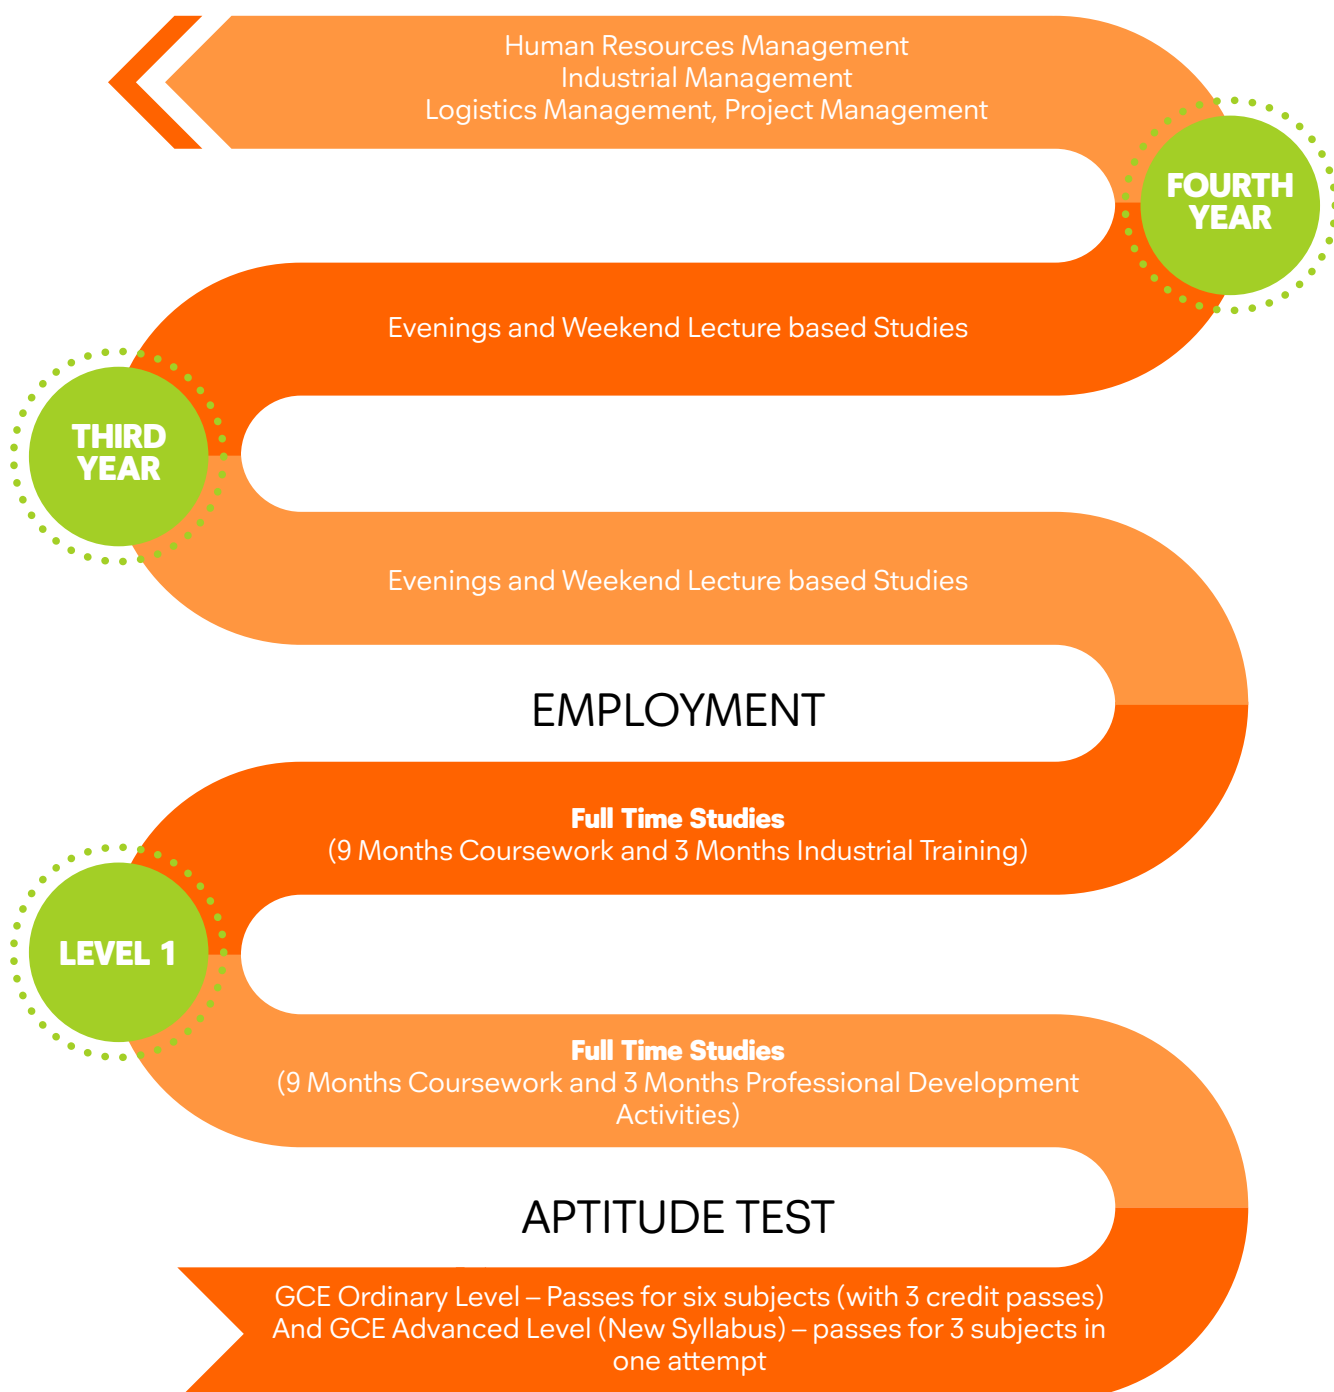 Human Resources Management
Industrial Management
Logistics Management, Project Management
FOURTH
YEAR
Evenings and Weekend Lecture based Studies
THIRD
YEAR
Evenings and Weekend Lecture based Studies
EMPLOYMENT
Full Time Studies
(9 Months Coursework and 3 Months Industrial Training)
LEVEL 1
Full Time Studies
(9 Months Coursework and 3 Months Professional Development
Activities)
APTITUDE TEST
GCE Ordinary Level – Passes for six subjects (with 3 credit passes)
And GCE Advanced Level (New Syllabus) – passes for 3 subjects in
one attempt